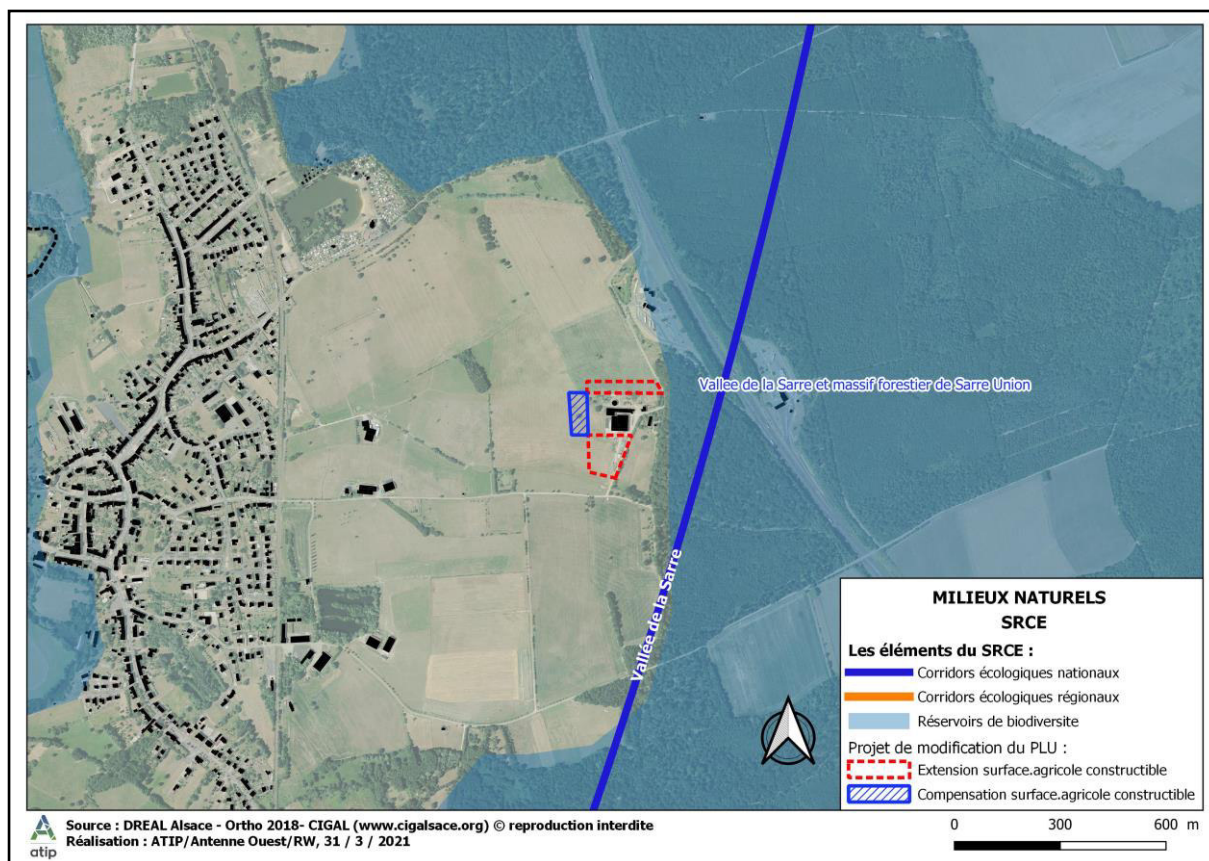 Vallee de la Sarre et massif forestier de Sarre Union
Vallée de la Sarre
MILIEUX NATURELS
SRCE
Les éléments du SRCE :
Corridors écologiques nationaux
Corridors écologiques régionaux
Réservoirs de biodiversite
Projet de modification du PLU :
Extension surface.agricole constructible
Compensation surface.agricole constructible
0 300 600 m
atip
Source : DREAL Alsace - Ortho 2018- CIGAL (www.cigalsace.org) © reproduction interdite
Réalisation : ATIP/Antenne Ouest/RW, 31 / 3 / 2021